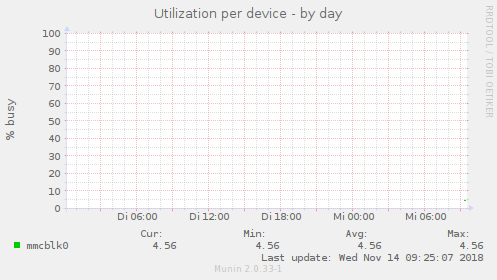 Utilization per device - by day
RRDTOOL / TOBI OETIKER
% busy
100
90
80
70
60
50
40
30
20
10
0
Di 06:00 Di 12:00 Di 18:00 Mi 00:00 Mi 06:00
Cur: Min: Avg: Max:
mmcblk0 4.56 4.56 4.56 4.56
Last update: Wed Nov 14 09:25:07 2018
Munin 2.0.33-1